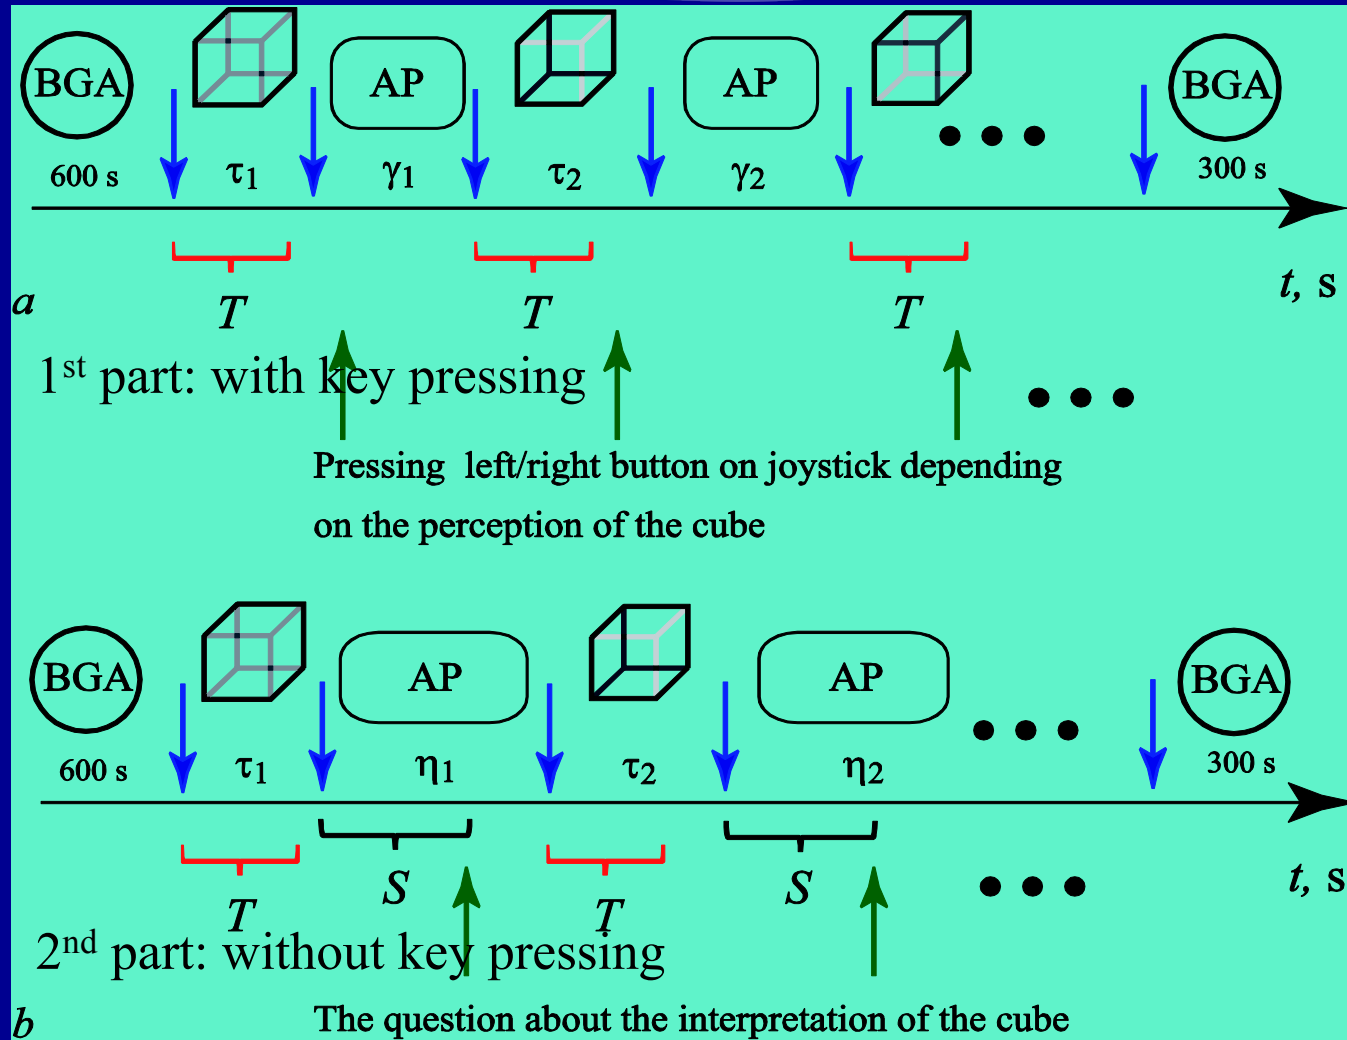 BGA AP AP BGA
600 s τ1 γ1 τ2 γ2 300 s
T T T t, s
a
1st part: with key pressing
Pressing left/right button on joystick depending
on the perception of the cube
BGA AP AP BGA
600 s τ1 η1 τ2 η2 300 s
T S T S t, s
2nd part: without key pressing
b The question about the interpretation of the cube